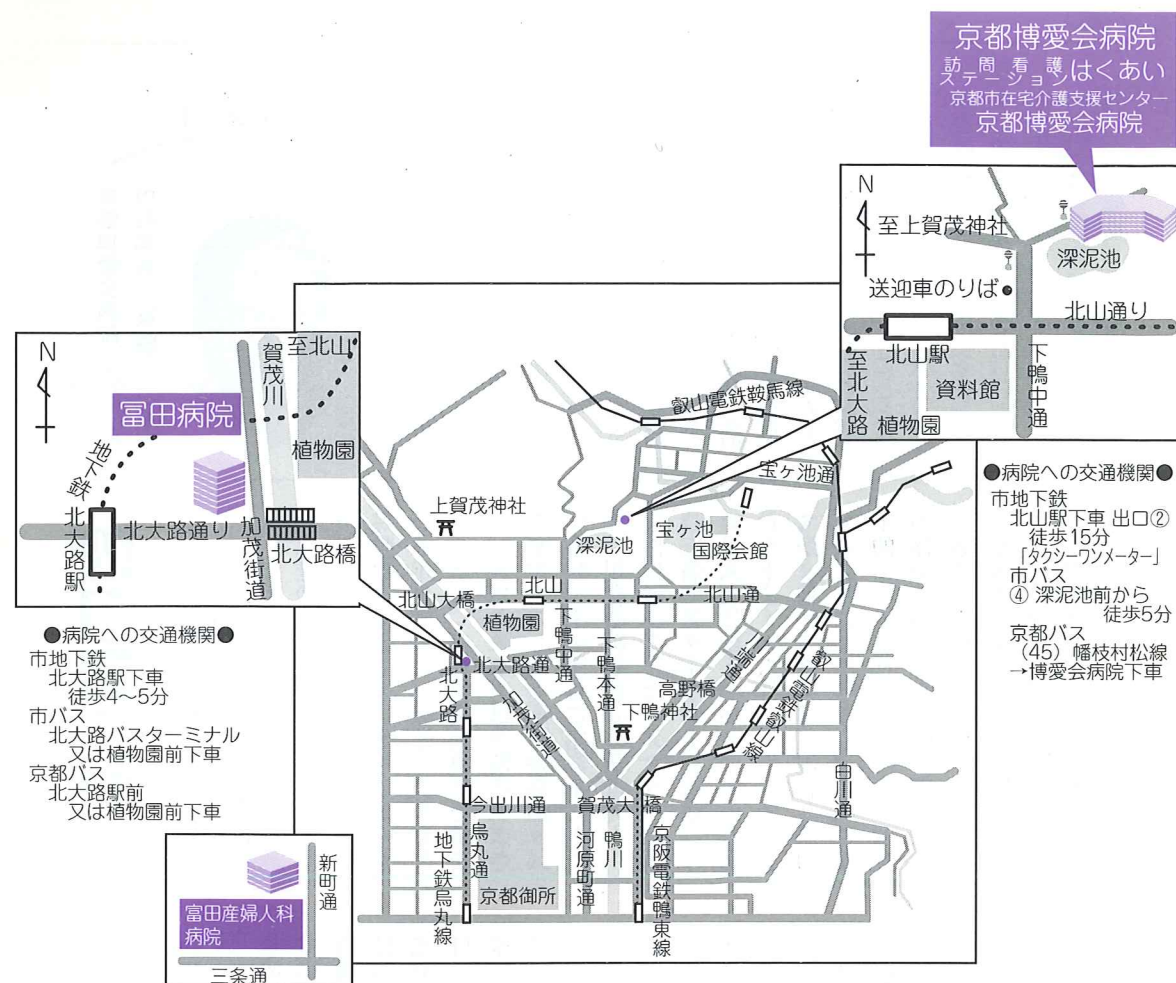 京都博愛会病院
訪問看護
ステーション はくあい
京都市在宅介護支援センター
京都博愛会病院
N
至上賀茂神社
深泥池
送迎車のりば
北山通り
北山駅
至北大路
植物園
資料館
下鴨中通
●病院への交通機関●
市地下鉄
北山駅下車 出口②
徒歩15分
「タクシーワンメーター」
市バス
④ 深泥池前から
徒歩5分
京都バス
(45) 幡枝村松線
→博愛会病院下車
N
賀茂川
至北山
冨田病院
植物園
地下鉄
北大路駅
北大路通り
加茂街道
北大路橋
●病院への交通機関●
市地下鉄
北大路駅下車
徒歩4〜5分
市バス
北大路バスターミナル
又は植物園前下車
京都バス
北大路駅前
又は植物園前下車
叡山電鉄鞍馬線
宝ヶ池通
上賀茂神社
深泥池
宝ヶ池
国際会館
北山大橋
北山
北山通
植物園
下鴨中通
下鴨本通
川端通
北大路通
北大路
加茂街道
高野橋
下鴨神社
叡山電鉄叡山線
白川通
今出川通
賀茂大橋
地下鉄烏丸線
烏丸通
京都御所
河原町通
鴨川
京阪電鉄鴨東線
新町通
富田産婦人科
病院
三条通